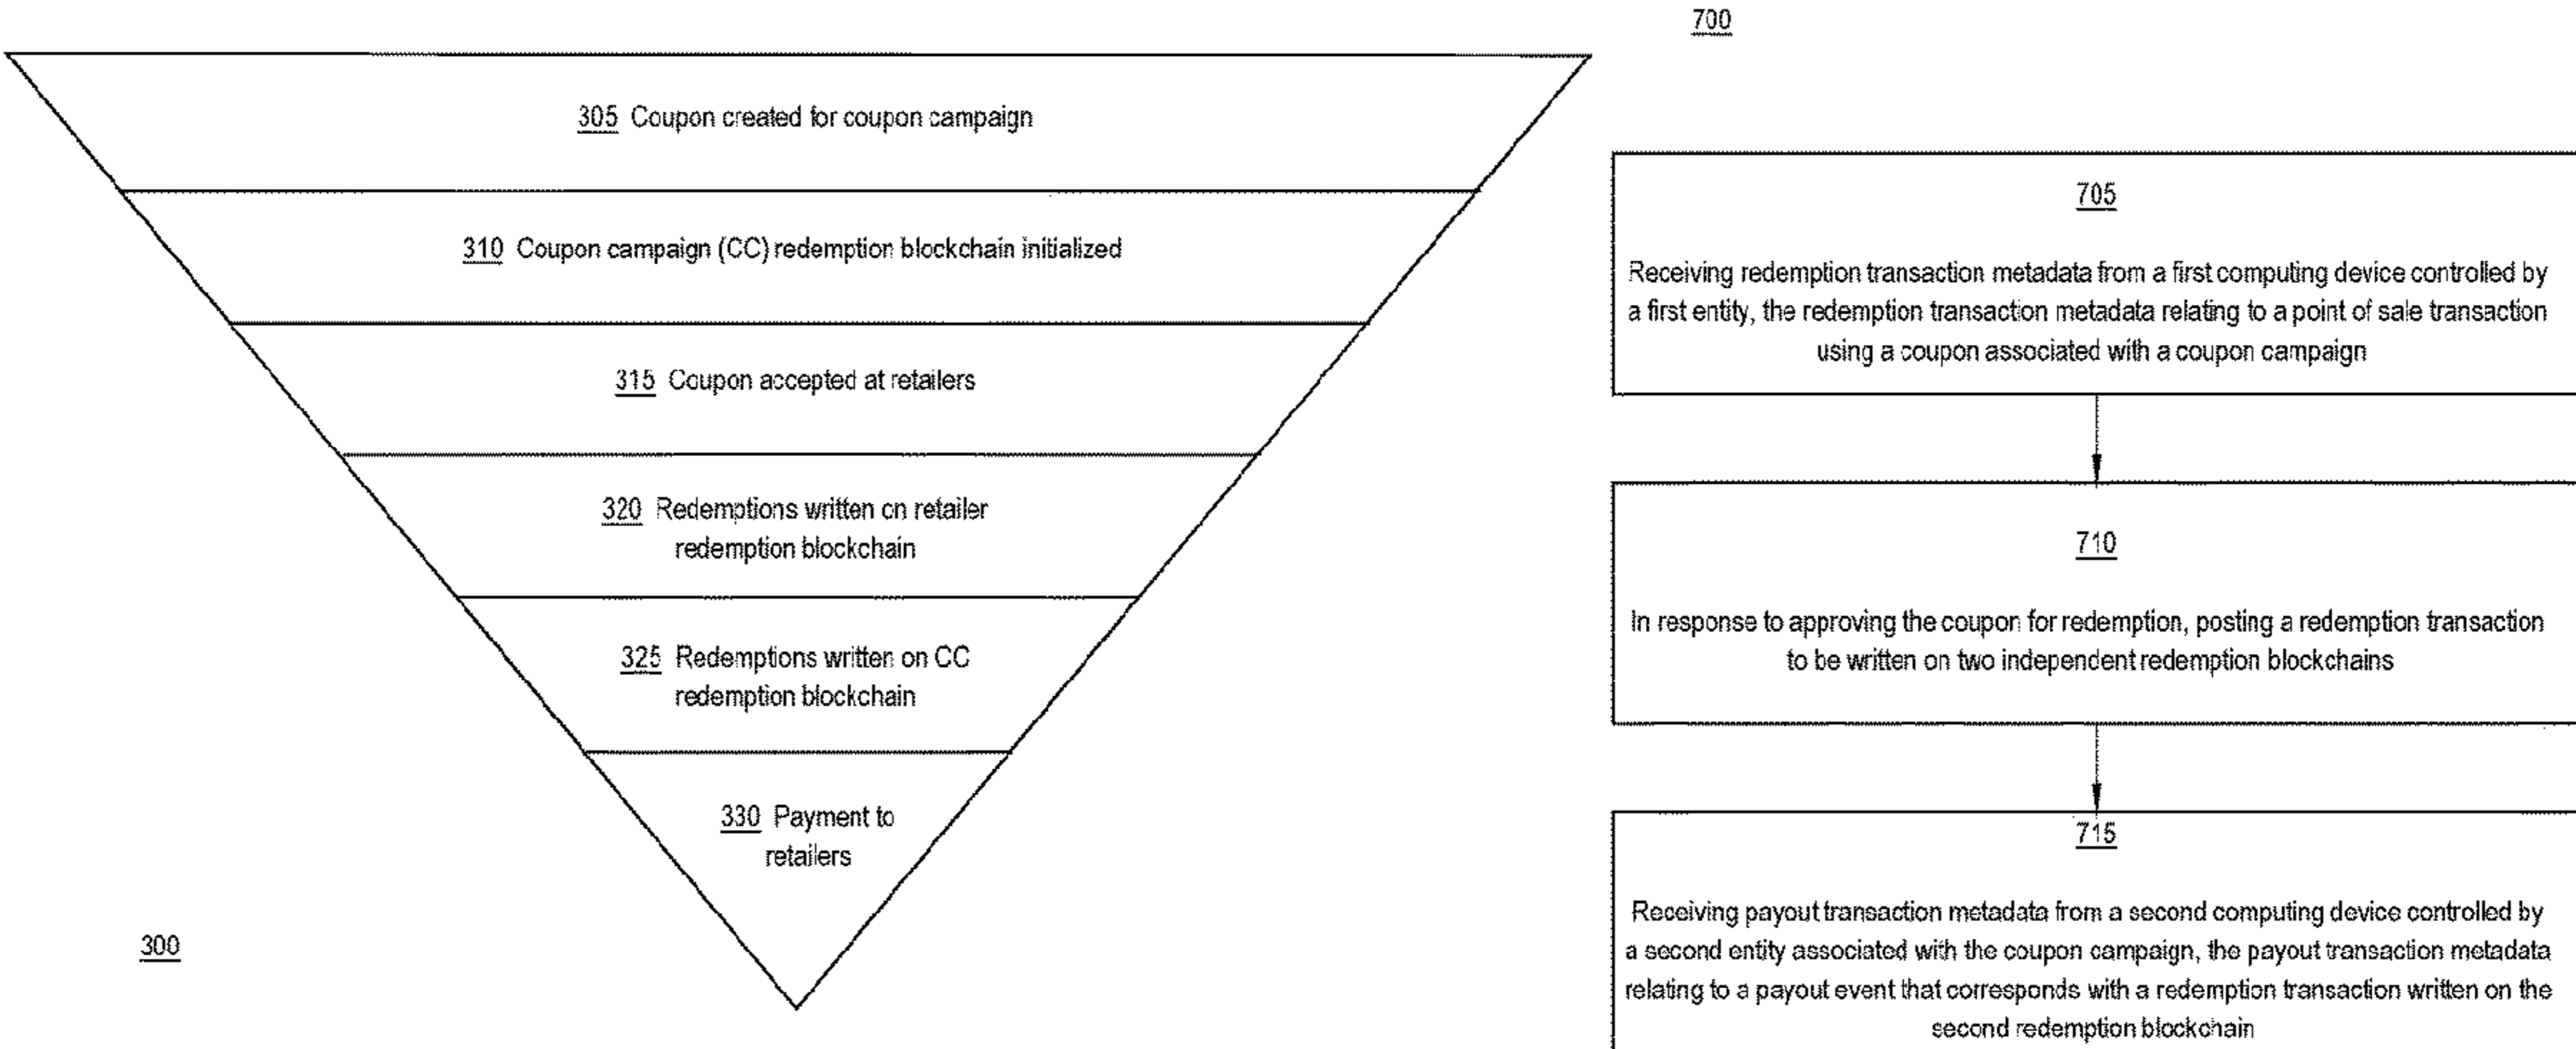 305 Coupon created for coupon campaign
310 Coupon campaign (CC) redemption blockchain initialized
315 Coupon accepted at retailers
320 Redemptions written on retailer
redemption blockchain
325 Redemptions written on CC
redemption blockchain
330 Payment to
retailers
300
700
705
Receiving redemption transaction metadata from a first computing device controlled by
a first entity, the redemption transaction metadata relating to a point of sale transaction
using a coupon associated with a coupon campaign
710
In response to approving the coupon for redemption, posting a redemption transaction
to be written on two independent redemption blockchains
715
Receiving payout transaction metadata from a second computing device controlled by
a second entity associated with the coupon campaign, the payout transaction metadata
relating to a payout event that corresponds with a redemption transaction written on the
second redemption blockchain